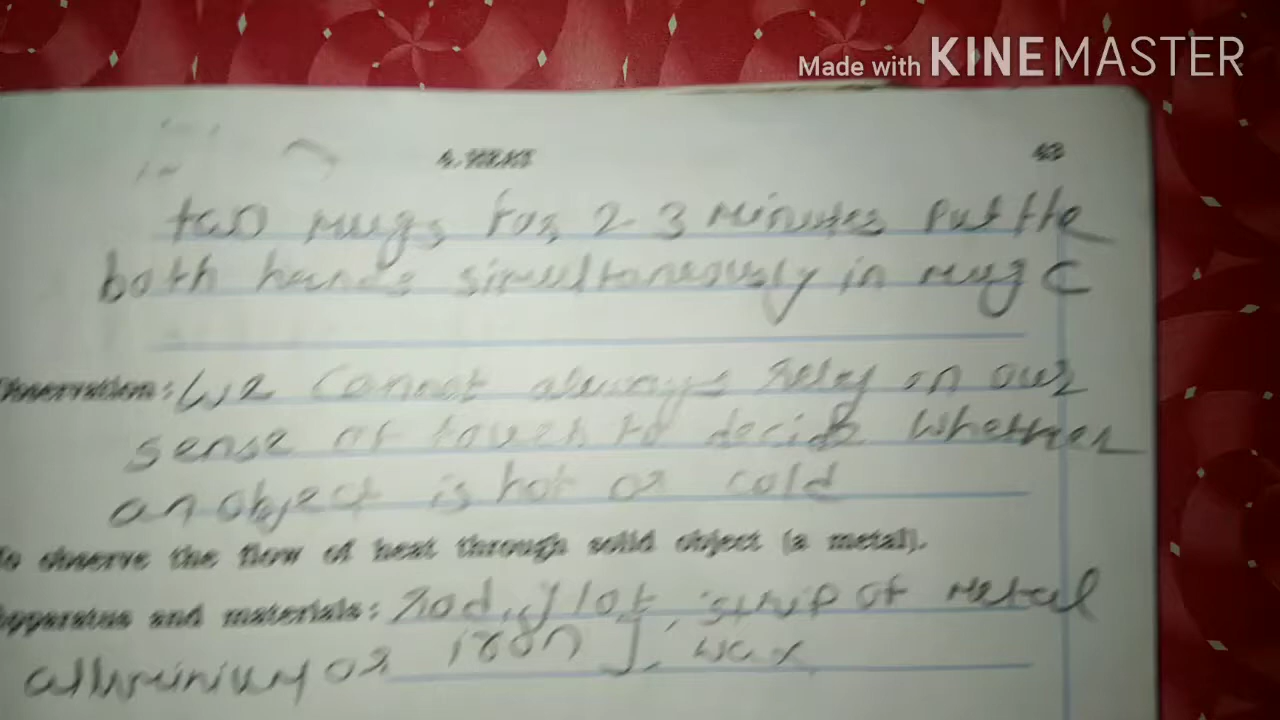 Made with KINEMASTER
4. HEAT 43
two mugs for 2-3 minutes Put the
both hands simultaneously in mug C
Observation: We cannot always relay on our
sense of touch to decide whether
an object is hot or cold
To observe the flow of heat through solid object (a metal).
Apparatus and materials: Rod, strip of metal
alluminium or iron], wax